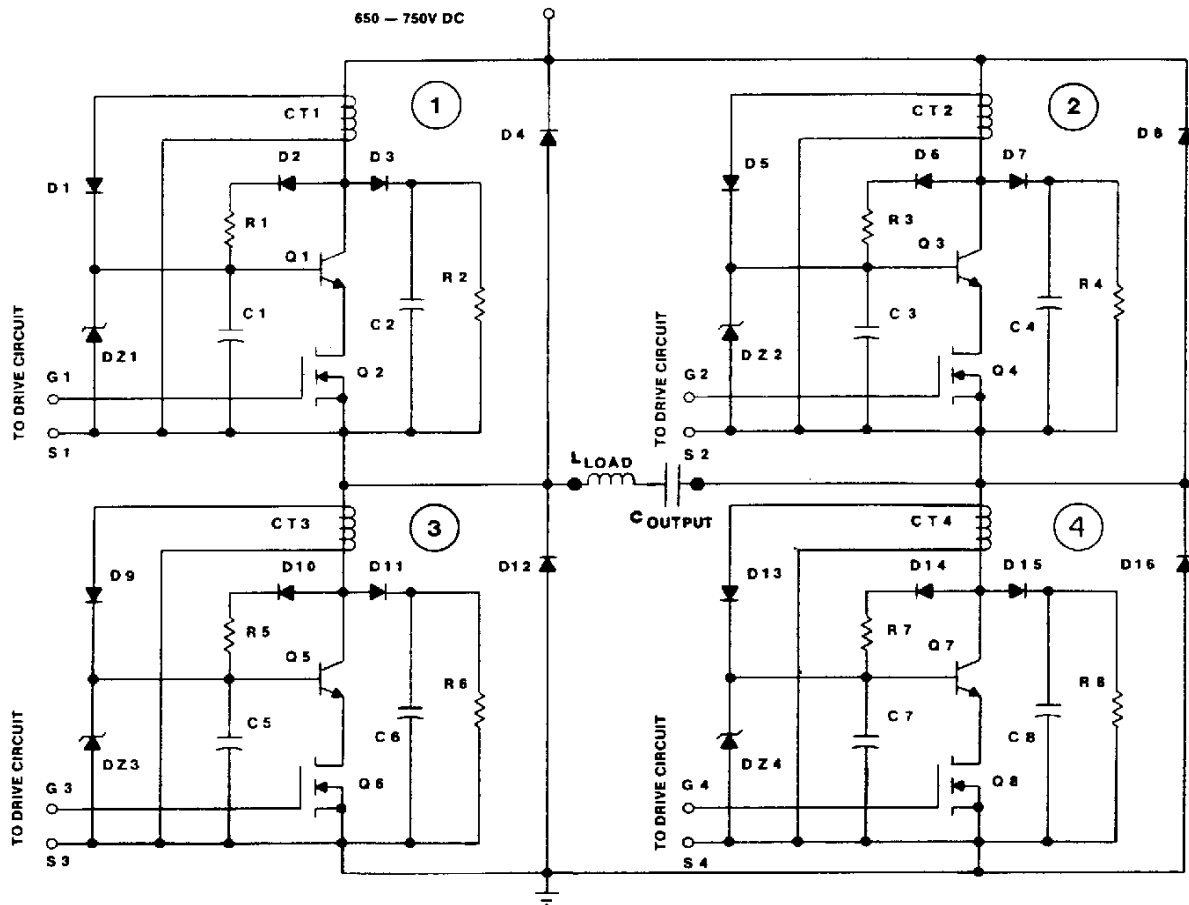 650 — 750V DC
CT1
1
D4
CT2
2
D8
D1
D2
D3
D5
D6
D7
R1
Q1
R2
R3
Q3
R4
C1
C2
C3
C4
DZ1
Q2
DZ2
Q4
TO DRIVE CIRCUIT
G1
S1
TO DRIVE CIRCUIT
G2
S2
LLOAD
COUTPUT
CT3
3
CT4
4
D9
D10
D11
D12
D13
D14
D15
D16
R5
Q5
R6
R7
Q7
R8
C5
C6
C7
C8
DZ3
Q6
DZ4
Q8
TO DRIVE CIRCUIT
G3
S3
TO DRIVE CIRCUIT
G4
S4